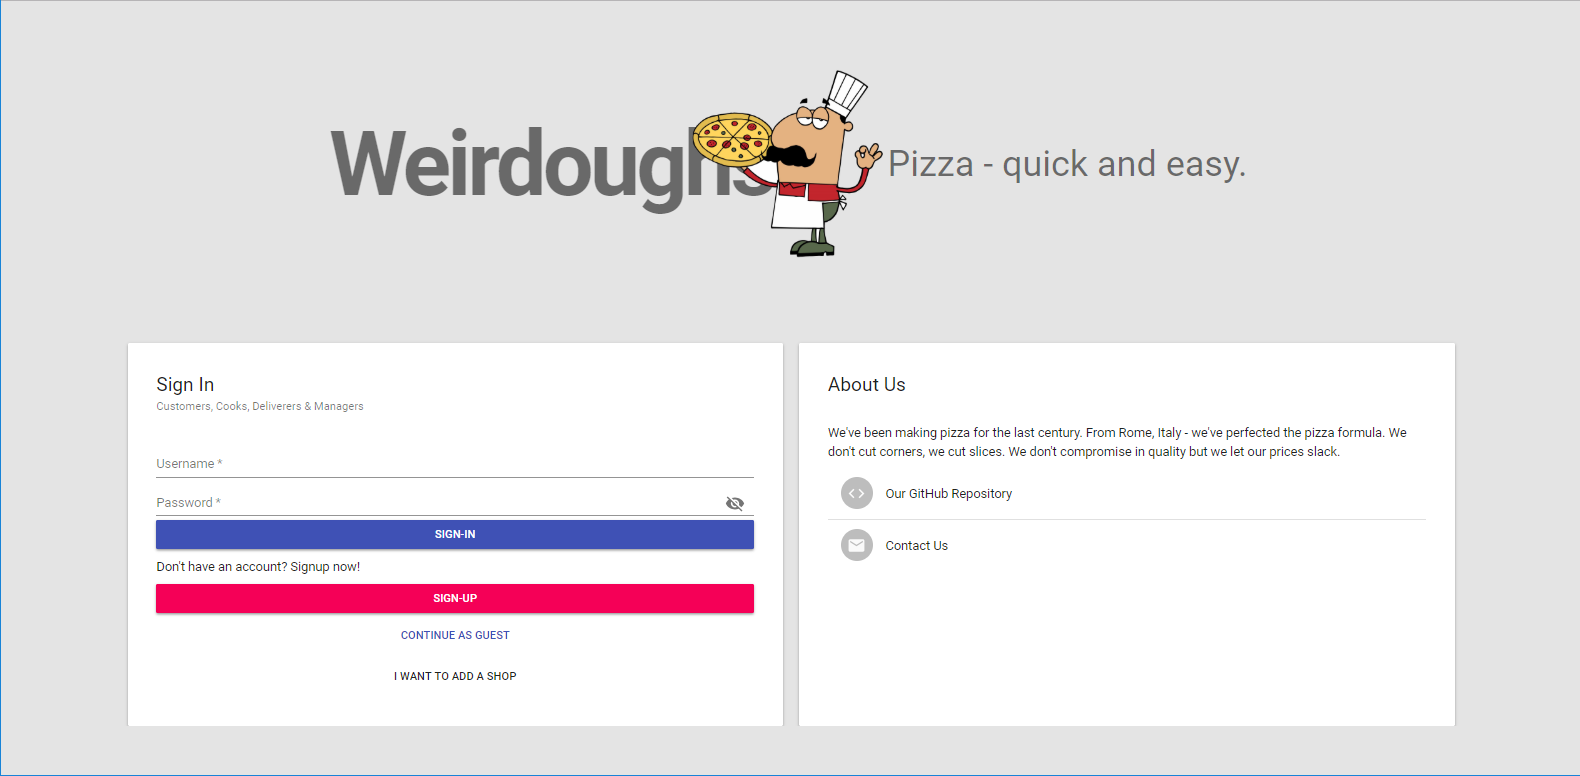 Weirdoughs
Pizza - quick and easy.
Sign In
Customers, Cooks, Deliverers & Managers
Username *
Password *
SIGN-IN
Don't have an account? Signup now!
SIGN-UP
CONTINUE AS GUEST
I WANT TO ADD A SHOP
About Us
We've been making pizza for the last century. From Rome, Italy - we've perfected the pizza formula. We
don't cut corners, we cut slices. We don't compromise in quality but we let our prices slack.
Our GitHub Repository
Contact Us